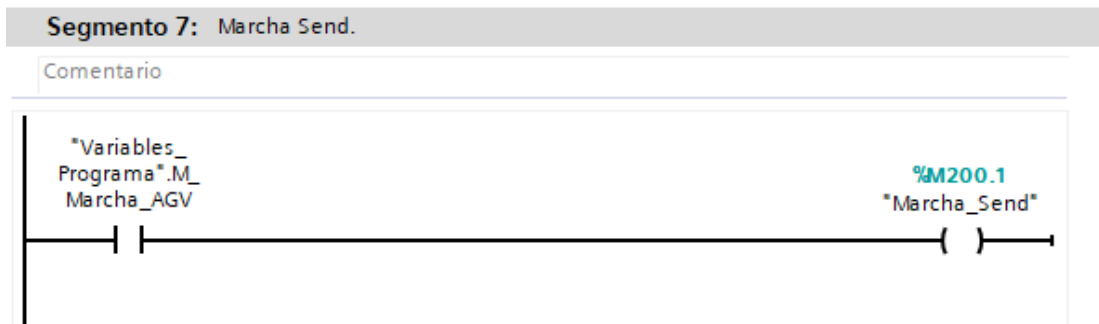 Segmento 7: Marcha Send.
Comentario
"Variables_
Programa".M_
Marcha_AGV
%M200.1
"Marcha_Send"